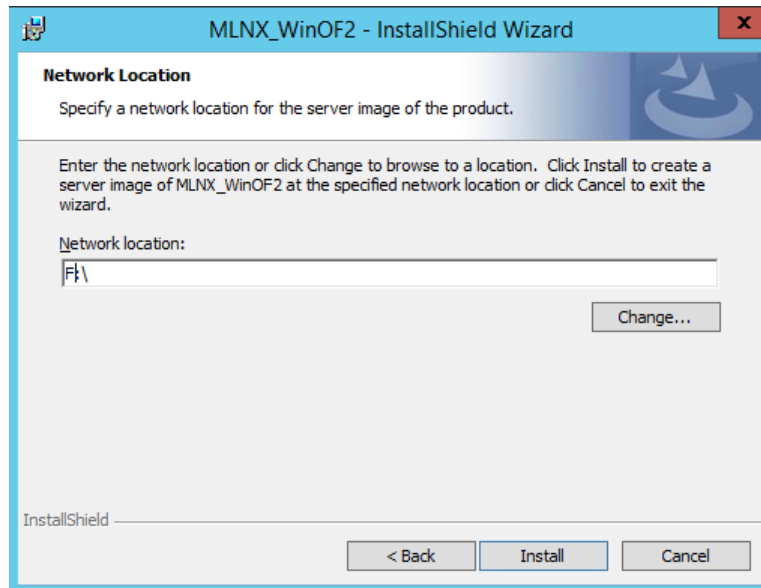 MLNX_WinOF2 - InstallShield Wizard
x
Network Location
Specify a network location for the server image of the product.
Enter the network location or click Change to browse to a location.  Click Install to create a
server image of MLNX_WinOF2 at the specified network location or click Cancel to exit the
wizard.
Network location:
F:\
Change...
InstallShield
< Back
Install
Cancel